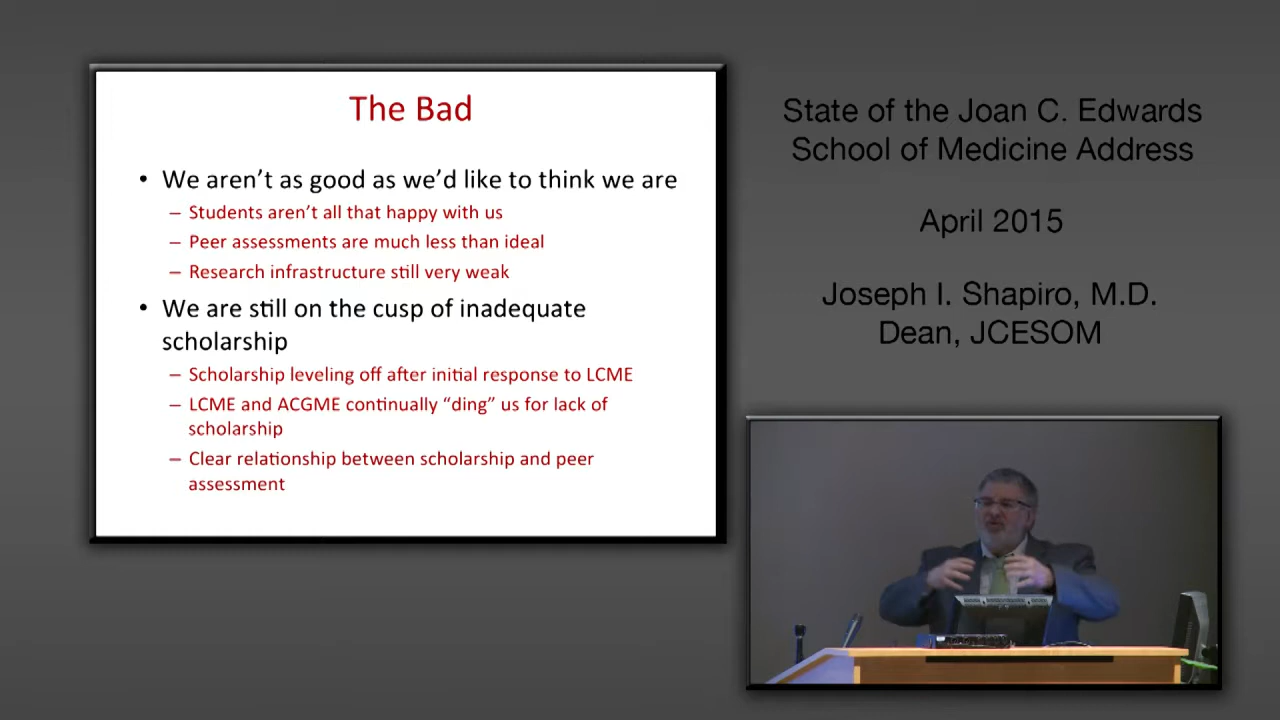 The Bad
• We aren't as good as we'd like to think we are
– Students aren't all that happy with us
– Peer assessments are much less than ideal
– Research infrastructure still very weak
• We are still on the cusp of inadequate
scholarship
– Scholarship leveling off after initial response to LCME
– LCME and ACGME continually “ding” us for lack of
scholarship
– Clear relationship between scholarship and peer
assessment
State of the Joan C. Edwards
School of Medicine Address
April 2015
Joseph I. Shapiro, M.D.
Dean, JCESOM